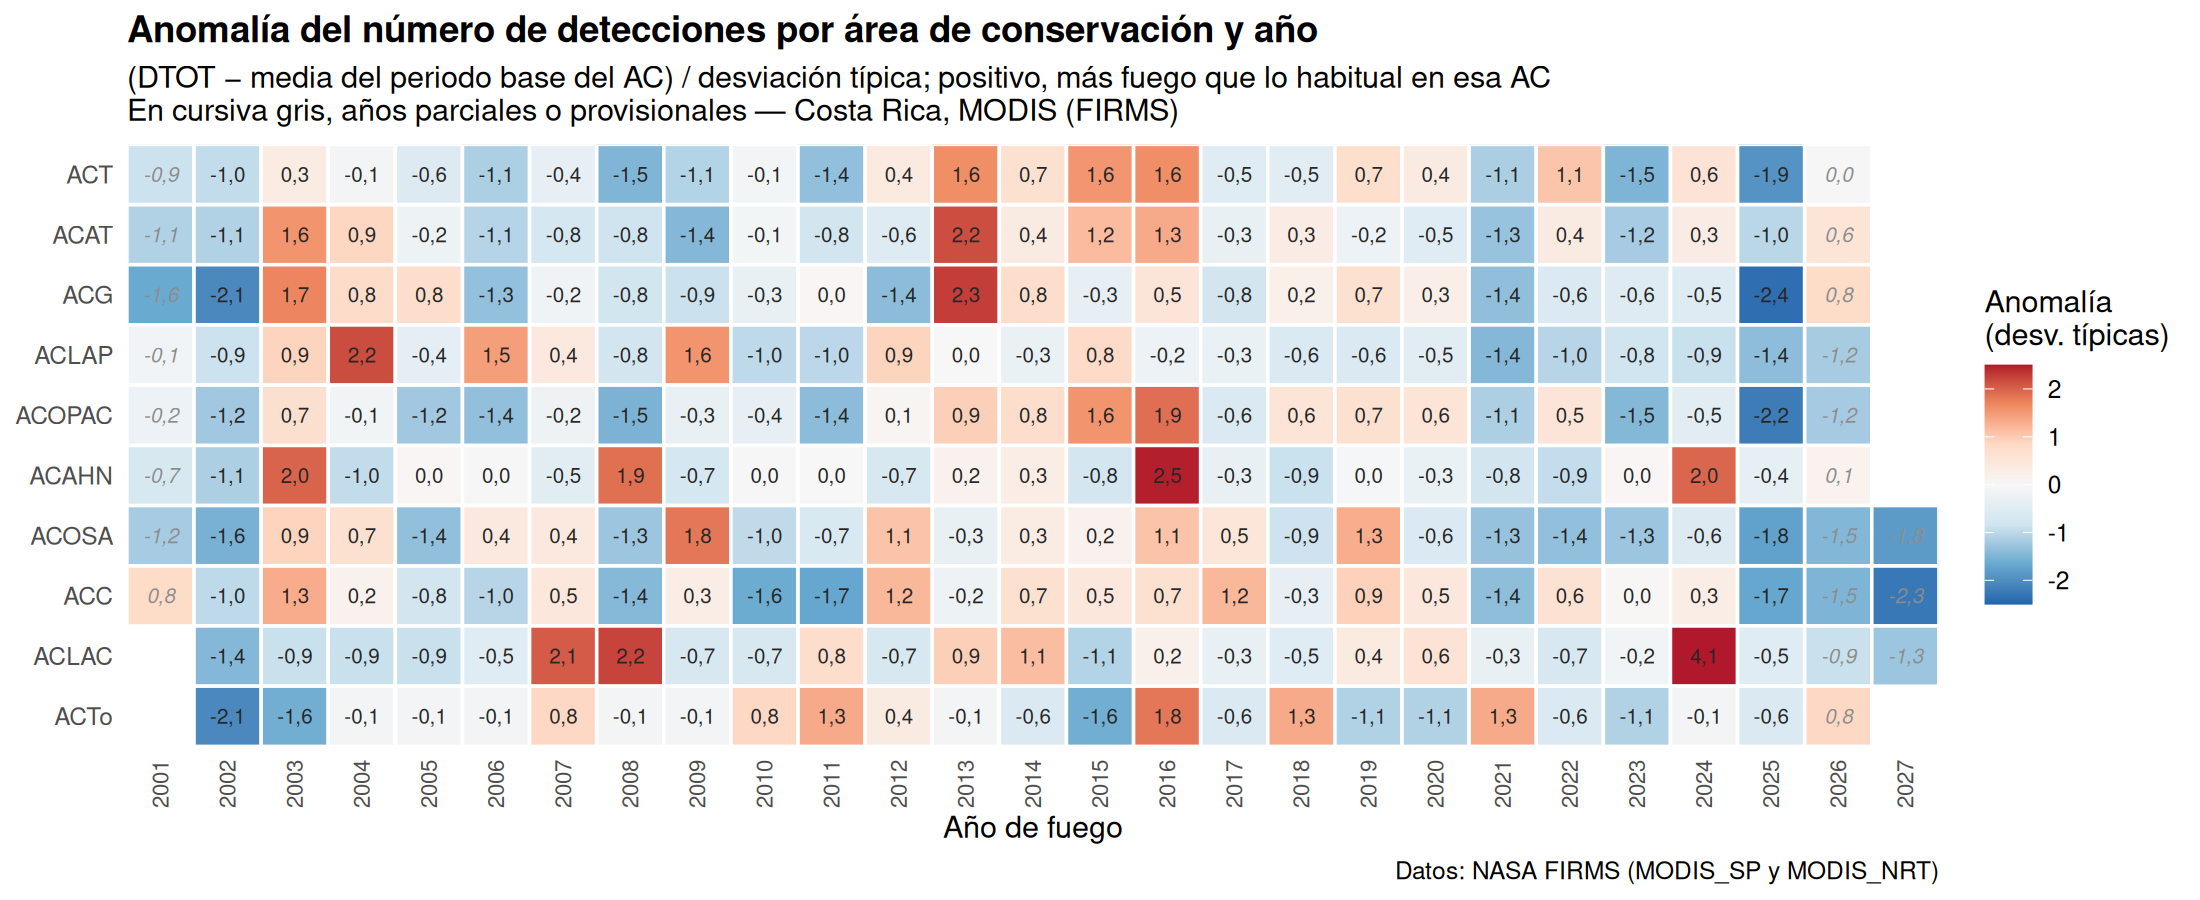 Anomalía del número de detecciones por área de conservación y año
(DTOT − media del periodo base del AC) / desviación típica; positivo, más fuego que lo habitual en esa AC
En cursiva gris, años parciales o provisionales — Costa Rica, MODIS (FIRMS)
ACT -0,9 -1,0 0,3 -0,1 -0,6 -1,1 -0,4 -1,5 -1,1 -0,1 -1,4 0,4 1,6 0,7 1,6 1,6 -0,5 -0,5 0,7 0,4 -1,1 1,1 -1,5 0,6 -1,9 0,0
ACAT -1,1 -1,1 1,6 0,9 -0,2 -1,1 -0,8 -0,8 -1,4 -0,1 -0,8 -0,6 2,2 0,4 1,2 1,3 -0,3 0,3 -0,2 -0,5 -1,3 0,4 -1,2 0,3 -1,0 0,6
ACG -1,6 -2,1 1,7 0,8 0,8 -1,3 -0,2 -0,8 -0,9 -0,3 0,0 -1,4 2,3 0,8 -0,3 0,5 -0,8 0,2 0,7 0,3 -1,4 -0,6 -0,6 -0,5 -2,4 0,8
ACLAP -0,1 -0,9 0,9 2,2 -0,4 1,5 0,4 -0,8 1,6 -1,0 -1,0 0,9 0,0 -0,3 0,8 -0,2 -0,3 -0,6 -0,6 -0,5 -1,4 -1,0 -0,8 -0,9 -1,4 -1,2
ACOPAC -0,2 -1,2 0,7 -0,1 -1,2 -1,4 -0,2 -1,5 -0,3 -0,4 -1,4 0,1 0,9 0,8 1,6 1,9 -0,6 0,6 0,7 0,6 -1,1 0,5 -1,5 -0,5 -2,2 -1,2
ACAHN -0,7 -1,1 2,0 -1,0 0,0 0,0 -0,5 1,9 -0,7 0,0 0,0 -0,7 0,2 0,3 -0,8 2,5 -0,3 -0,9 0,0 -0,3 -0,8 -0,9 0,0 2,0 -0,4 0,1
ACOSA -1,2 -1,6 0,9 0,7 -1,4 0,4 0,4 -1,3 1,8 -1,0 -0,7 1,1 -0,3 0,3 0,2 1,1 0,5 -0,9 1,3 -0,6 -1,3 -1,4 -1,3 -0,6 -1,8 -1,5
ACC 0,8 -1,0 1,3 0,2 -0,8 -1,0 0,5 -1,4 0,3 -1,6 -1,7 1,2 -0,2 0,7 0,5 0,7 1,2 -0,3 0,9 0,5 -1,4 0,6 0,0 0,3 -1,7 -1,5 -2,3
ACLAC -1,4 -0,9 -0,9 -0,9 -0,5 2,1 2,2 -0,7 -0,7 0,8 -0,7 0,9 1,1 -1,1 0,2 -0,3 -0,5 0,4 0,6 -0,3 -0,7 -0,2 4,1 -0,5 -0,9 -1,3
ACTo -2,1 -1,6 -0,1 -0,1 -0,1 0,8 -0,1 -0,1 0,8 1,3 0,4 -0,1 -0,6 -1,6 1,8 -0,6 1,3 -1,1 -1,1 1,3 -0,6 -1,1 -0,1 -0,6 0,8
2001 2002 2003 2004 2005 2006 2007 2008 2009 2010 2011 2012 2013 2014 2015 2016 2017 2018 2019 2020 2021 2022 2023 2024 2025 2026 2027
Año de fuego
Anomalía
(desv. típicas)
2
1
0
-1
-2
Datos: NASA FIRMS (MODIS_SP y MODIS_NRT)